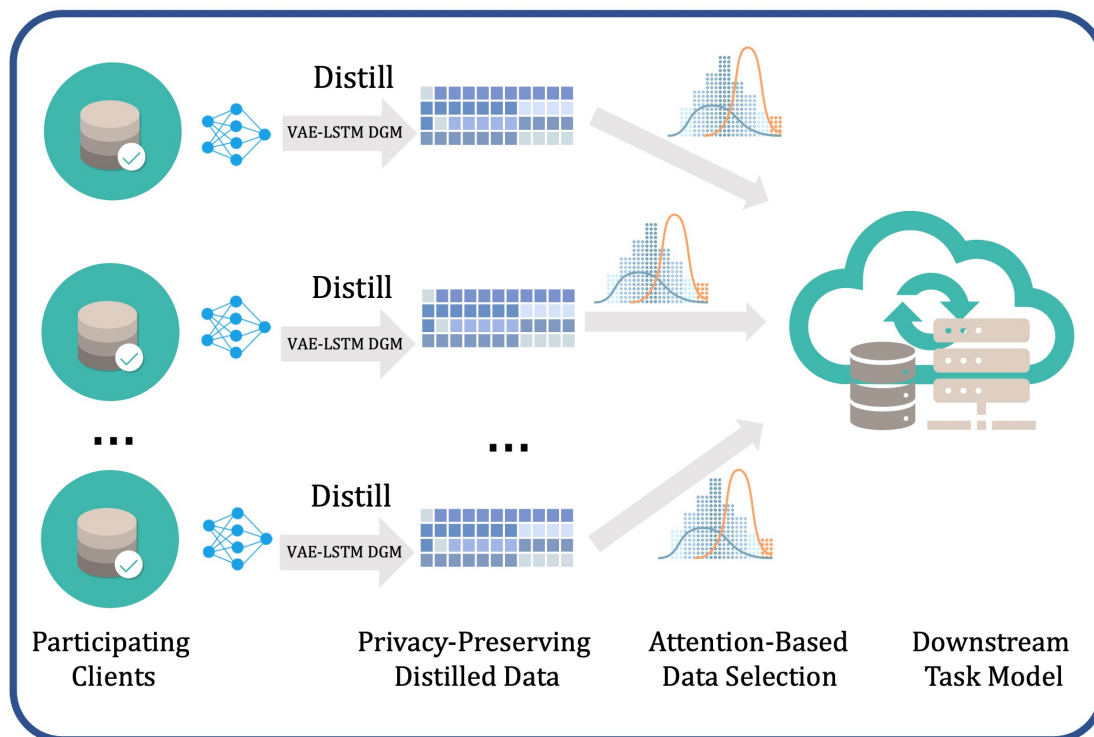 Distill
VAE-LSTM DGM
Distill
VAE-LSTM DGM
...
...
Distill
VAE-LSTM DGM
Participating
Clients
Privacy-Preserving
Distilled Data
Attention-Based
Data Selection
Downstream
Task Model